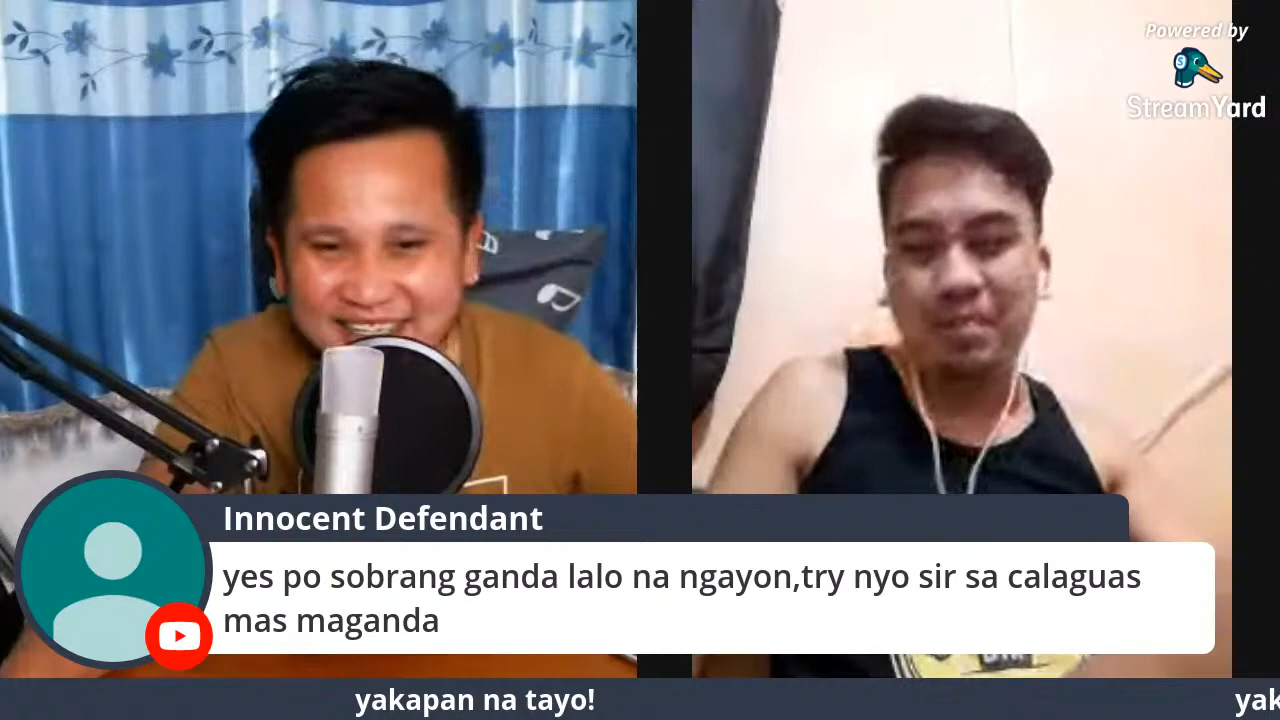 Powered by
StreamYard
Innocent Defendant
yes po sobrang ganda lalo na ngayon,try nyo sir sa calaguas
mas maganda
yakapan na tayo!
yak